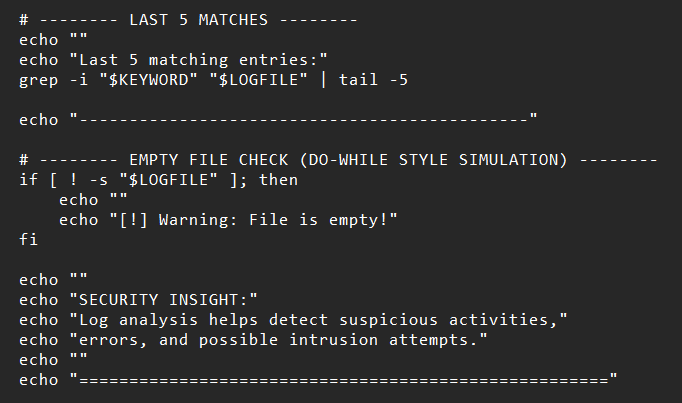 # -------- LAST 5 MATCHES --------
echo ""
echo "Last 5 matching entries:"
grep -i "$KEYWORD" "$LOGFILE" | tail -5
echo "---------------------------------------------"
# -------- EMPTY FILE CHECK (DO-WHILE STYLE SIMULATION) --------
if [ ! -s "$LOGFILE" ]; then
    echo ""
    echo "[!] Warning: File is empty!"
fi
echo ""
echo "SECURITY INSIGHT:"
echo "Log analysis helps detect suspicious activities,"
echo "errors, and possible intrusion attempts."
echo ""
echo "====================================================="